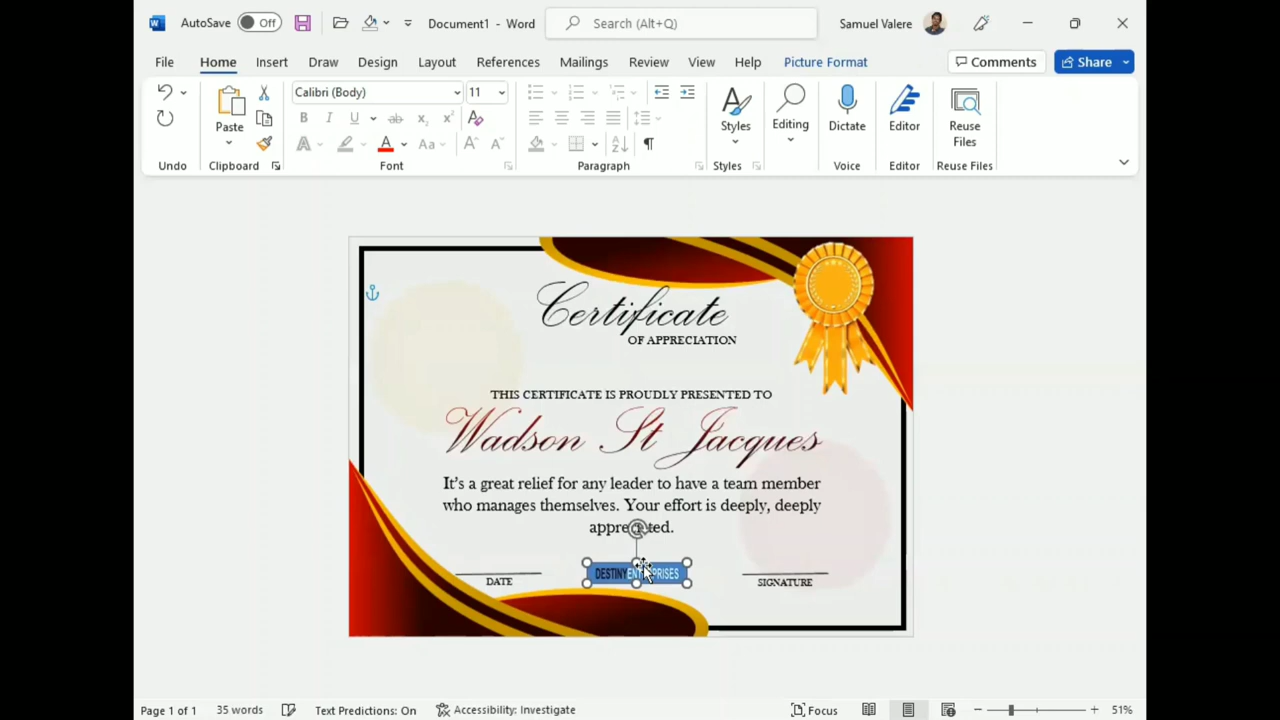 AutoSave Off Document1 - Word Search (Alt+Q) Samuel Valere
File Home Insert Draw Design Layout References Mailings Review View Help Picture Format Comments Share
Calibri (Body) 11
Paste Styles Editing Dictate Editor Reuse Files
Undo Clipboard Font Paragraph Styles Voice Editor Reuse Files
Certificate
OF APPRECIATION
THIS CERTIFICATE IS PROUDLY PRESENTED TO
Wadson St Jacques
It's a great relief for any leader to have a team member
who manages themselves. Your effort is deeply, deeply
DESTINY
DATE SIGNATURE
Page 1 of 1 35 words Text Predictions: On Accessibility: Investigate Focus 51%